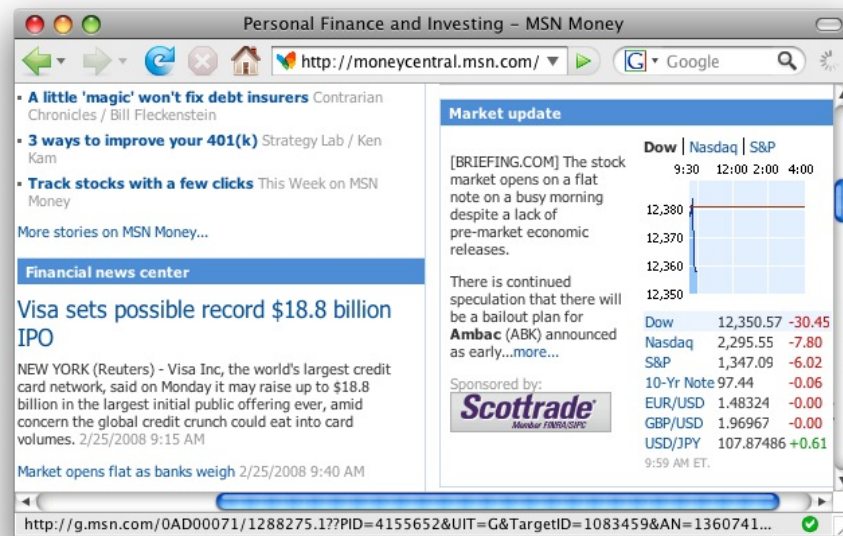 Personal Finance and Investing – MSN Money
http://moneycentral.msn.com/
G
Google
A little 'magic' won't fix debt insurers Contrarian
Chronicles / Bill Fleckenstein
3 ways to improve your 401(k) Strategy Lab / Ken
Kam
Track stocks with a few clicks This Week on MSN
Money
More stories on MSN Money...
Financial news center
Visa sets possible record $18.8 billion
IPO
NEW YORK (Reuters) - Visa Inc, the world's largest credit
card network, said on Monday it may raise up to $18.8
billion in the largest initial public offering ever, amid
concern the global credit crunch could eat into card
volumes. 2/25/2008 9:15 AM
Market opens flat as banks weigh 2/25/2008 9:40 AM
Market update
[BRIEFING.COM] The stock
market opens on a flat
note on a busy morning
despite a lack of
pre-market economic
releases.
There is continued
speculation that there will
be a bailout plan for
Ambac (ABK) announced
as early...more...
Sponsored by:
Scottrade
Member FINRA/SIPC
Dow | Nasdaq | S&P
9:30 12:00 2:00 4:00
12,380
12,370
12,360
12,350
Dow 12,350.57 -30.45
Nasdaq 2,295.55 -7.80
S&P 1,347.09 -6.02
10-Yr Note 97.44 -0.06
EUR/USD 1.48324 -0.00
GBP/USD 1.96967 -0.00
USD/JPY 107.87486 +0.61
9:59 AM ET.
http://g.msn.com/0AD00071/1288275.1??PID=4155652&UIT=G&TargetID=1083459&AN=1360741...